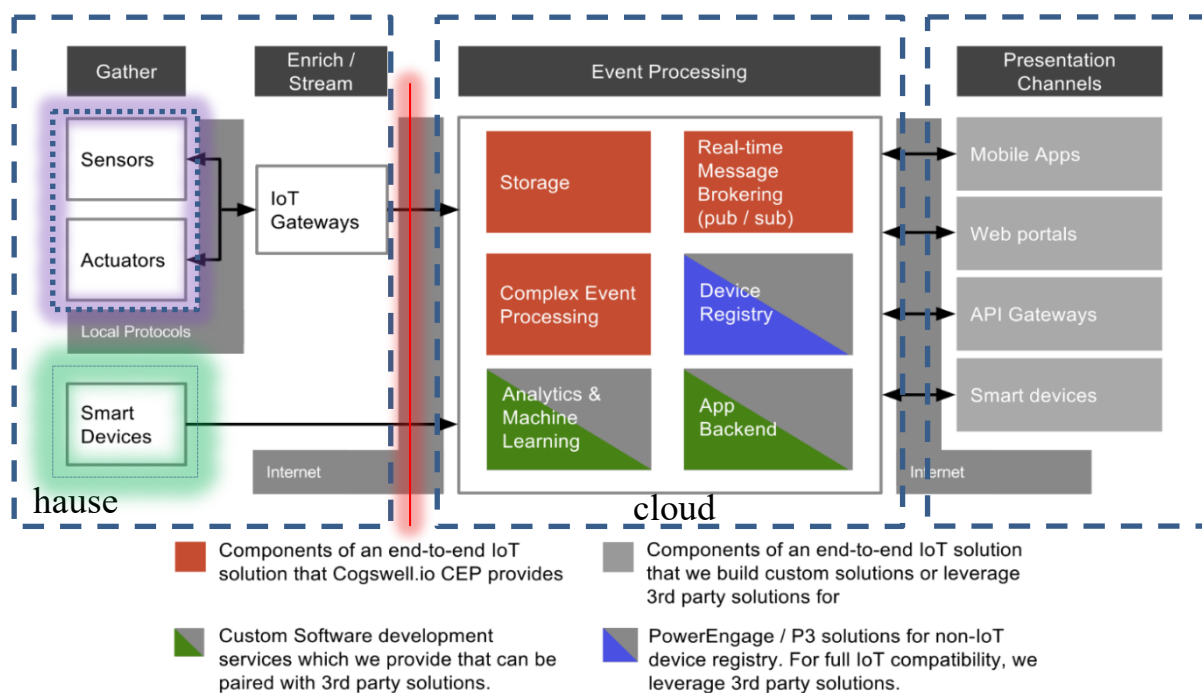 Gather
Enrich /
Stream
Event Processing
Presentation
Channels
Sensors
Actuators
Local Protocols
IoT
Gateways
Smart
Devices
Internet
hause
Storage
Real-time
Message
Brokering
(pub / sub)
Complex Event
Processing
Device
Registry
Analytics &
Machine
Learning
App
Backend
cloud
Mobile Apps
Web portals
API Gateways
Smart devices
Internet
Components of an end-to-end IoT
solution that Cogswell.io CEP provides
Components of an end-to-end IoT solution
that we build custom solutions or leverage
3rd party solutions for
Custom Software development
services which we provide that can be
paired with 3rd party solutions.
PowerEngage / P3 solutions for non-IoT
device registry. For full IoT compatibility, we
leverage 3rd party solutions.